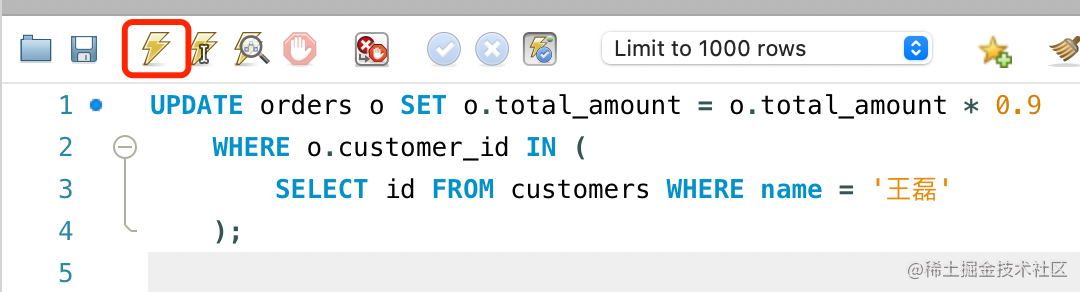 Limit to 1000 rows
1 UPDATE orders o SET o.total_amount = o.total_amount * 0.9
2 WHERE o.customer_id IN (
3 SELECT id FROM customers WHERE name = '王磊'
4 );
5
@稀土掘金技术社区